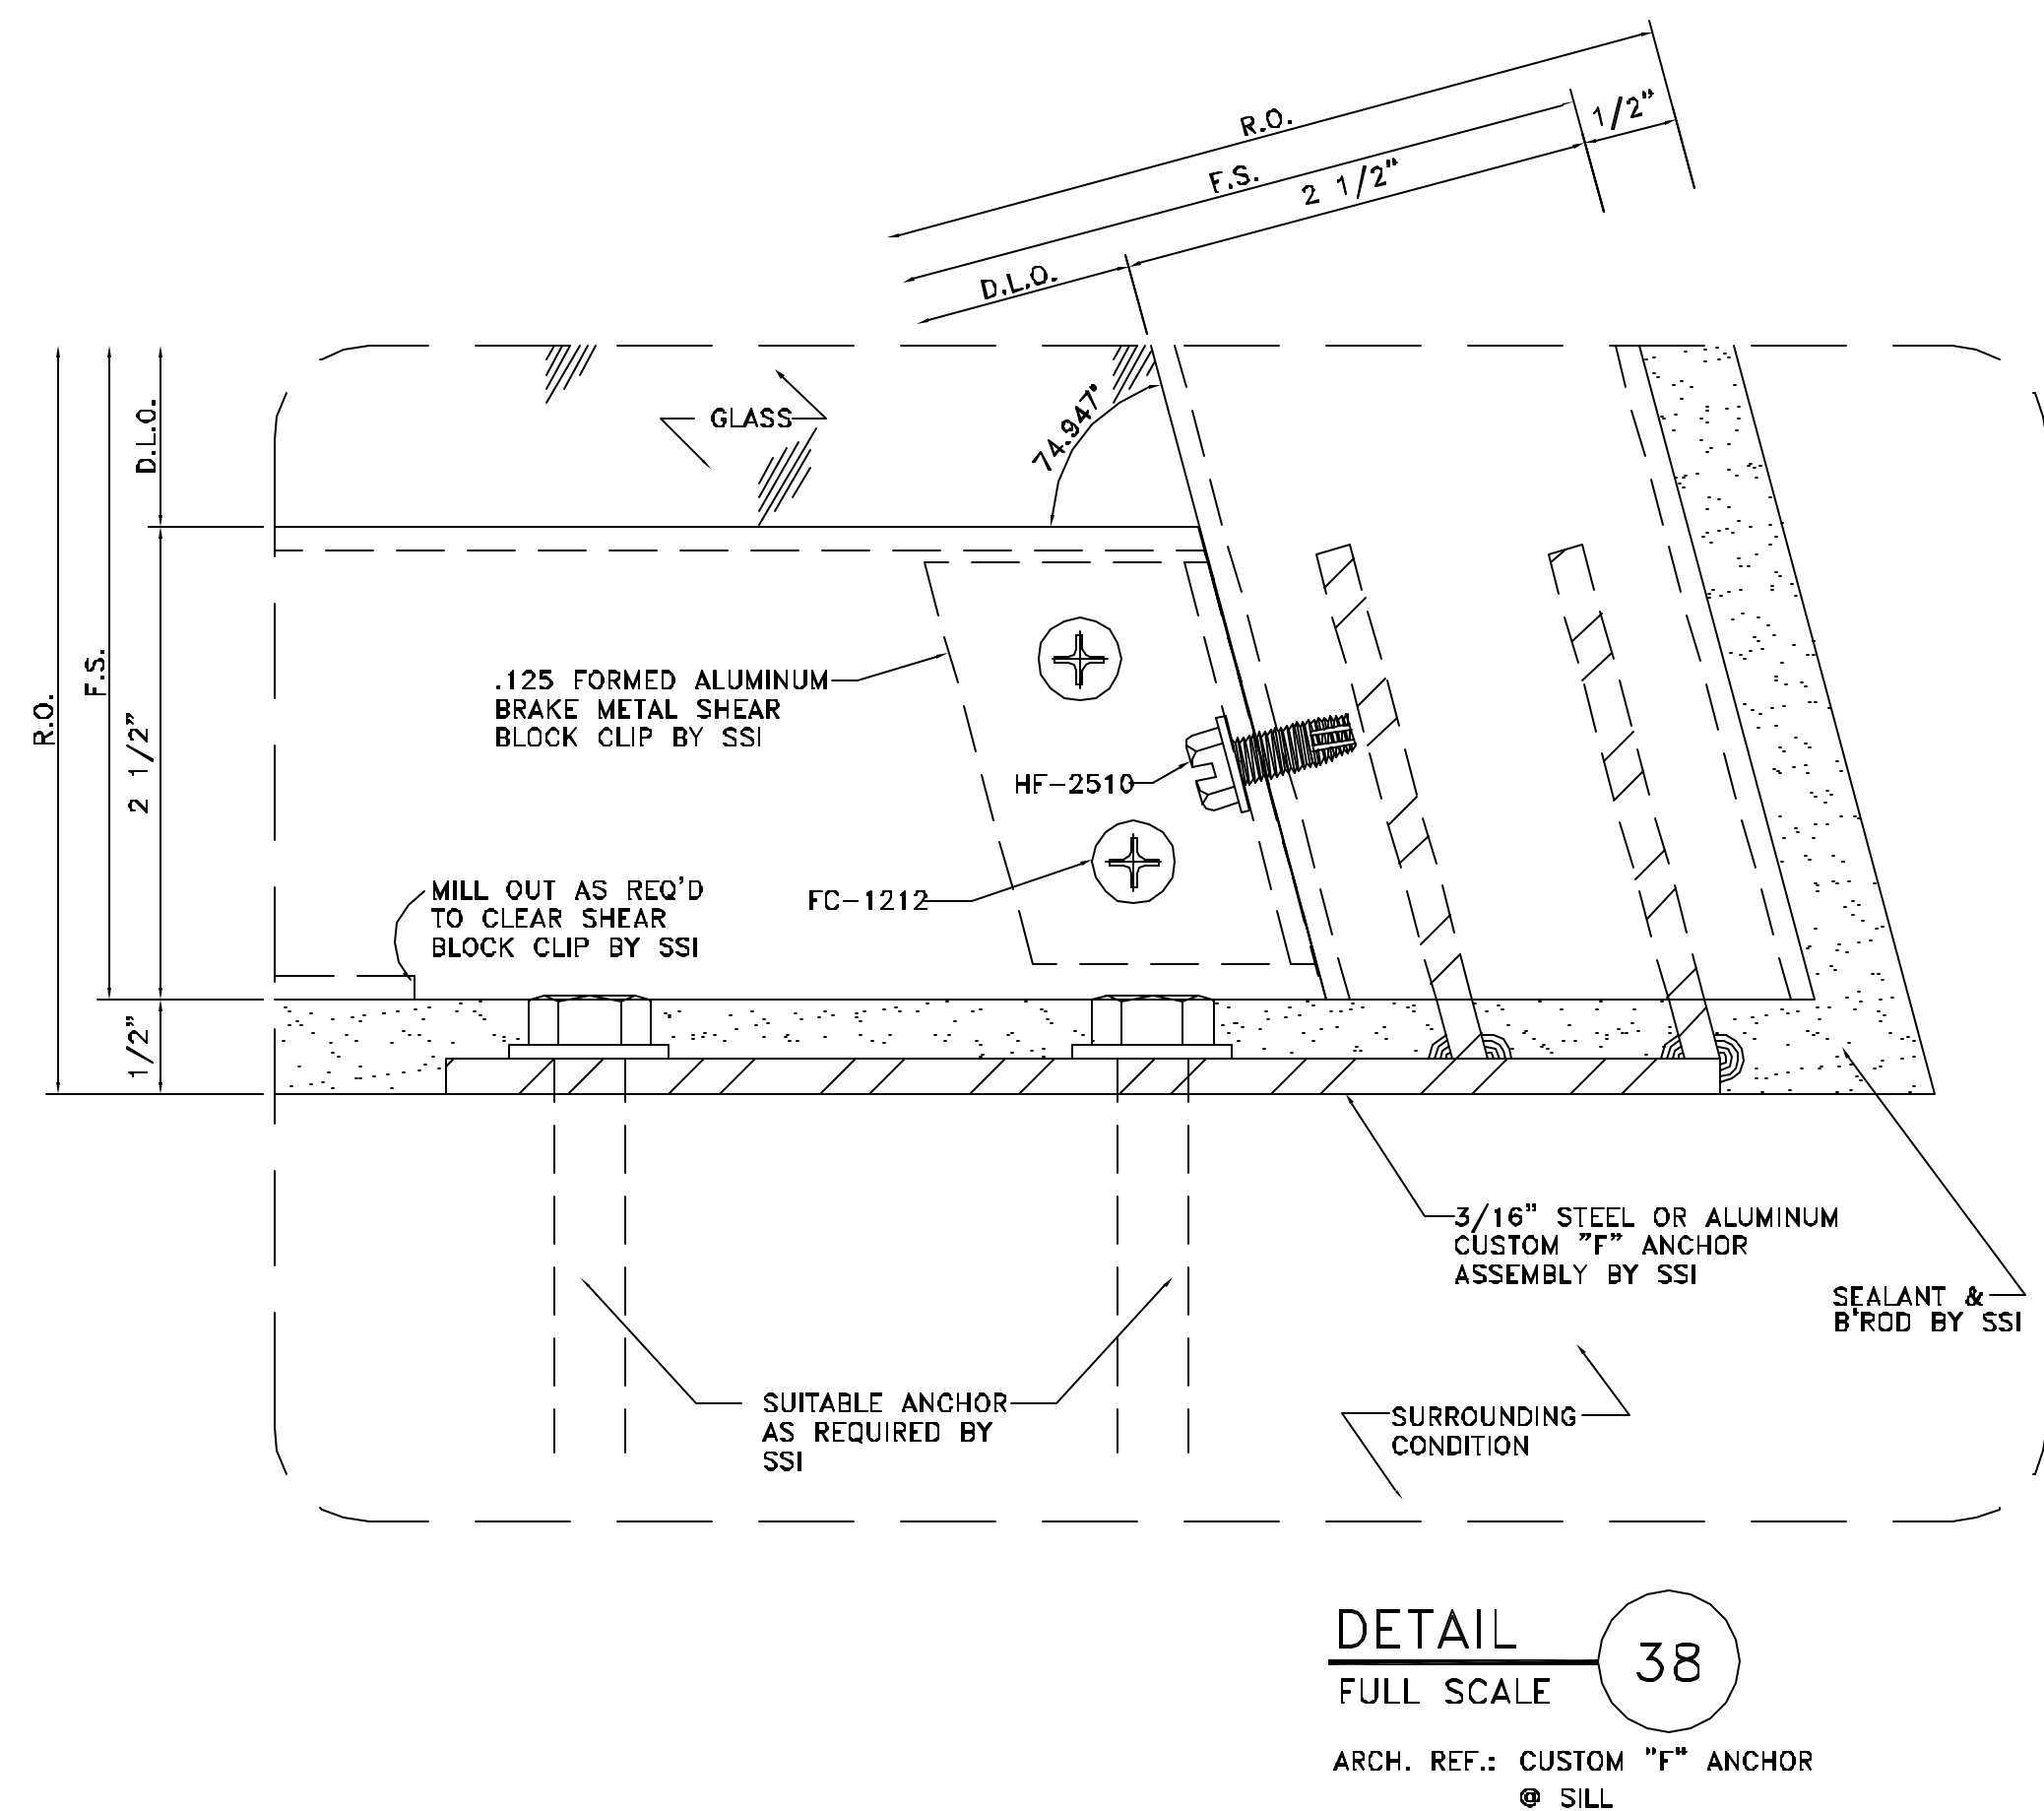 R.O.
1/2"
F.S.
2 1/2"
D.L.O.
GLASS
74.947°
D.L.O.
F.S.
R.O.
2 1/2"
1/2"
.125 FORMED ALUMINUM
BRAKE METAL SHEAR
BLOCK CLIP BY SSI
HF-2510
FC-1212
MILL OUT AS REQ'D
TO CLEAR SHEAR
BLOCK CLIP BY SSI
3/16" STEEL OR ALUMINUM
CUSTOM "F" ANCHOR
ASSEMBLY BY SSI
SEALANT &
B'ROD BY SSI
SUITABLE ANCHOR
AS REQUIRED BY
SSI
SURROUNDING
CONDITION
DETAIL
38
FULL SCALE
ARCH. REF.: CUSTOM "F" ANCHOR
@ SILL